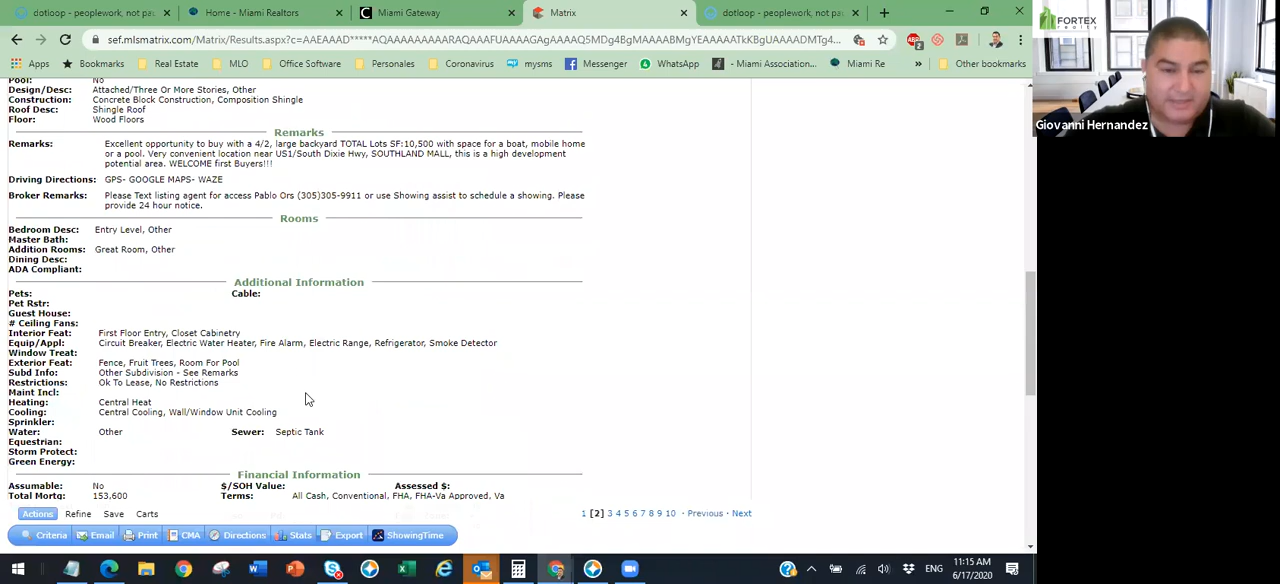 dotloop - peoplework, not pa
Home - Miami Realtors
Miami Gateway
Matrix
dotloop - peoplework, not pa
sef.mlsmatrix.com/Matrix/Results.aspx?c=AAEAAAD*****AQAAAAAAAAARAQAAAFUAAAAGAgAAAAQ5MDg4BgMAAAABMgYEAAAAATkKBgUAAAADMTg4...
Apps
Bookmarks
Real Estate
MLO
Office Software
Personales
Coronavirus
mysms
Messenger
WhatsApp
- Miami Association...
Miami Re
Other bookmarks
FORTEX
realty
Giovanni Hernandez
Pool: No
Design/Desc: Attached/Three Or More Stories, Other
Construction: Concrete Block Construction, Composition Shingle
Roof Desc: Shingle Roof
Floor: Wood Floors
Remarks
Remarks: Excellent opportunity to buy with a 4/2, large backyard TOTAL Lots SF:10,500 with space for a boat, mobile home
or a pool. Very convenient location near US1/South Dixie Hwy, SOUTHLAND MALL, this is a high development
potential area. WELCOME first Buyers!!!
Driving Directions: GPS- GOOGLE MAPS- WAZE
Broker Remarks: Please Text listing agent for access Pablo Ors (305)305-9911 or use Showing assist to schedule a showing. Please
provide 24 hour notice.
Rooms
Bedroom Desc: Entry Level, Other
Master Bath:
Addition Rooms: Great Room, Other
Dining Desc:
ADA Compliant:
Additional Information
Pets: Cable:
Pet Rstr:
Guest House:
# Ceiling Fans:
Interior Feat: First Floor Entry, Closet Cabinetry
Equip/Appl: Circuit Breaker, Electric Water Heater, Fire Alarm, Electric Range, Refrigerator, Smoke Detector
Window Treat:
Exterior Feat: Fence, Fruit Trees, Room For Pool
Subd Info: Other Subdivision - See Remarks
Restrictions: Ok To Lease, No Restrictions
Maint Incl:
Heating: Central Heat
Cooling: Central Cooling, Wall/Window Unit Cooling
Sprinkler:
Water: Other Sewer: Septic Tank
Equestrian:
Storm Protect:
Green Energy:
Financial Information
Assumable: No $/SOH Value: Assessed $:
Total Mortg: 153,600 Terms: All Cash, Conventional, FHA, FHA-Va Approved, Va
Actions Refine Save Carts
1 [2] 3 4 5 6 7 8 9 10 · Previous · Next
Criteria Email Print CMA Directions Stats Export ShowingTime
ENG
11:15 AM
6/17/2020